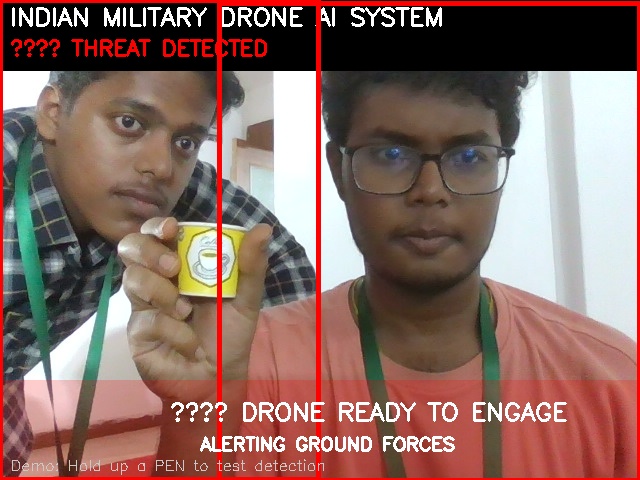 INDIAN MILITARY DRONE AI SYSTEM
???? THREAT DETECTED
???? DRONE READY TO ENGAGE
ALERTING GROUND FORCES
Demo: Hold up a PEN to test detection